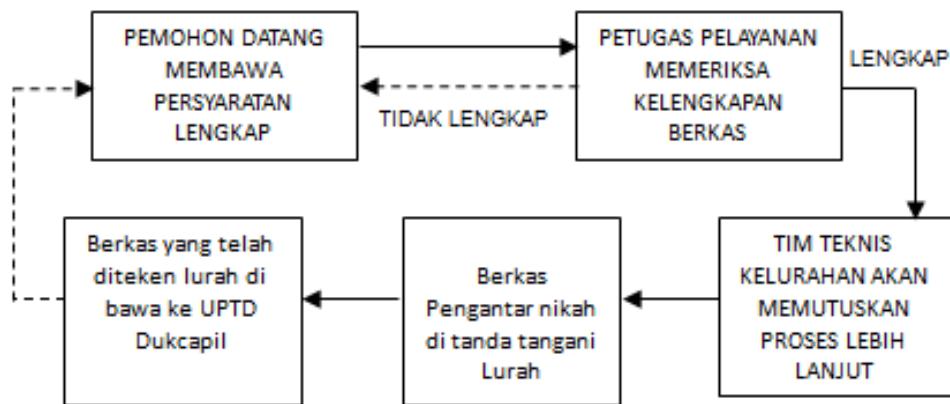 PEMOHON DATANG
MEMBAWA
PERSYARATAN
LENGKAP
TIDAK LENGKAP
PETUGAS PELAYANAN
MEMERIKSA
KELENGKAPAN
BERKAS
LENGKAP
TIM TEKNIS
KELURAHAN AKAN
MEMUTUSKAN
PROSES LEBIH
LANJUT
Berkas
Pengantar nikah
di tanda tangani
Lurah
Berkas yang telah
diteken lurah di
bawa ke UPTD
Dukcapil